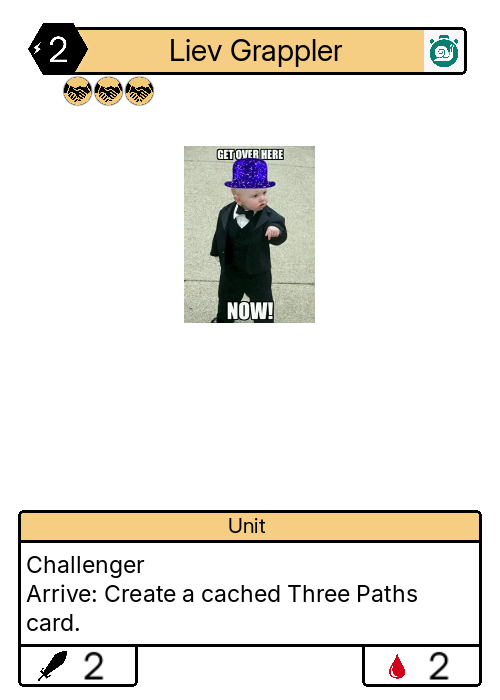 2
Liev Grappler
GET OVER HERE
NOW!
Unit
Challenger
Arrive: Create a cached Three Paths
card.
2
2